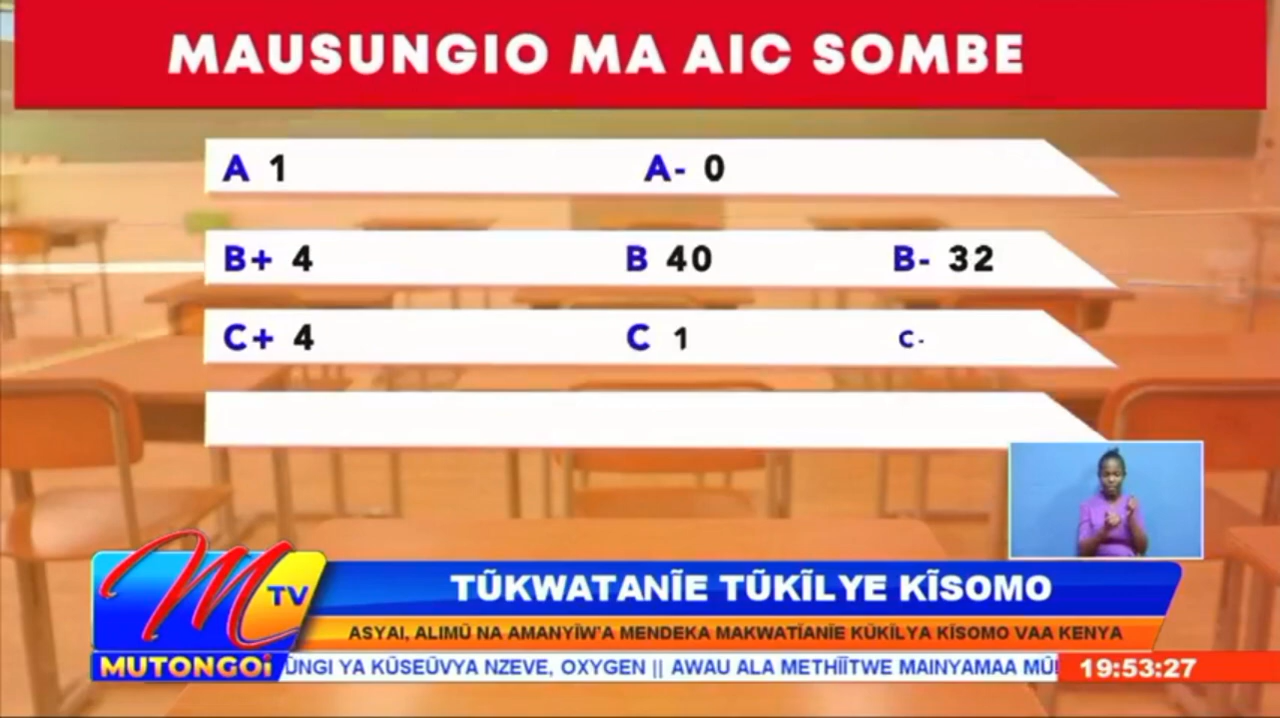 MAUSUNGIO MA AIC SOMBE
A 1 A- 0
B+ 4 B 40 B- 32
C+ 4 C 1 C-
M TV
MUTONGOi
TŨKWATANĨE TŨKĨLYE KĨSOMO
ASYAI, ALIMŨ NA AMANYĨW'A MENDEKA MAKWATĨANĨE KŨKĨLYA KĨSOMO VAA KENYA
ŨNGI YA KŨSEŨVYA NZEVE, OXYGEN || AWAU ALA METHĨĨTWE MAINYAMAA
19:53:27